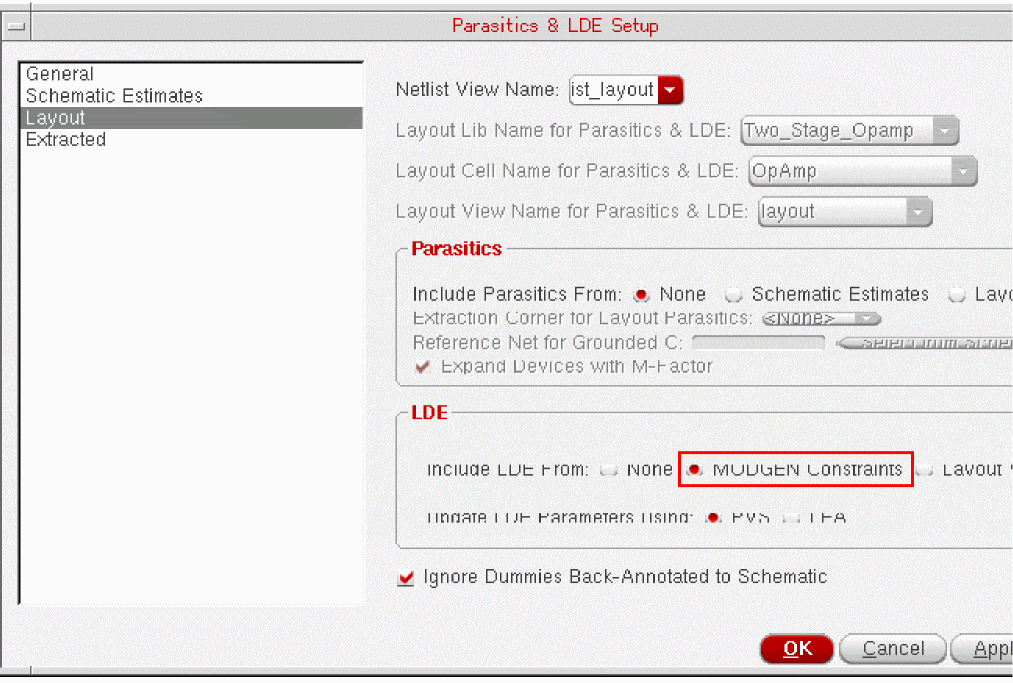 Parasitics & LDE Setup
General
Schematic Estimates
Layout
Extracted
Netlist View Name: ist_layout
Layout Lib Name for Parasitics & LDE: Two_Stage_Opamp
Layout Cell Name for Parasitics & LDE: OpAmp
Layout View Name for Parasitics & LDE: layout
Parasitics
Include Parasitics From: None Schematic Estimates Layo
Extraction Corner for Layout Parasitics: <None>
Reference Net for Grounded C:
Expand Devices with M-Factor
LDE
Include LDE From: None MODGEN Constraints Layout
Update LDE Parameters Using: PVS
Ignore Dummies Back-Annotated to Schematic
OK Cancel Appl